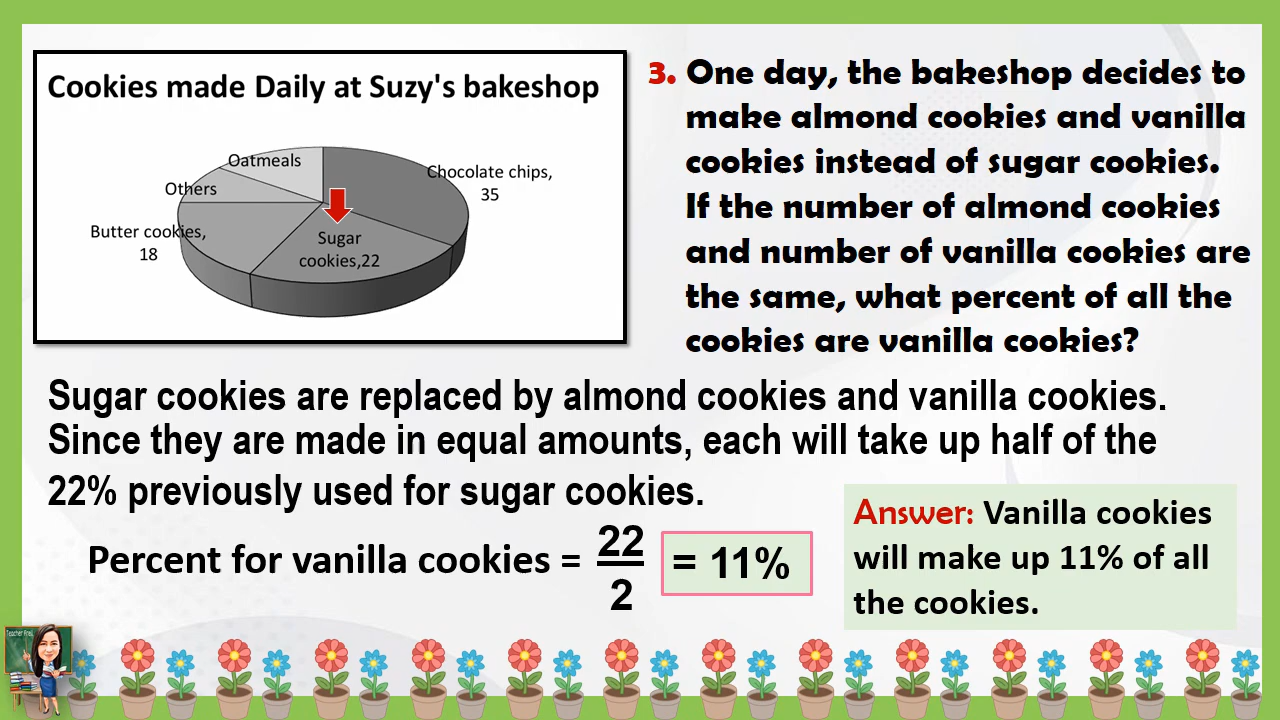 Cookies made Daily at Suzy's bakeshop
Oatmeals
Others
Chocolate chips,
35
Butter cookies,
18
Sugar
cookies,22
3. One day, the bakeshop decides to
make almond cookies and vanilla
cookies instead of sugar cookies.
If the number of almond cookies
and number of vanilla cookies are
the same, what percent of all the
cookies are vanilla cookies?
Sugar cookies are replaced by almond cookies and vanilla cookies.
Since they are made in equal amounts, each will take up half of the
22% previously used for sugar cookies.
Percent for vanilla cookies = 22
2
= 11%
Answer: Vanilla cookies
will make up 11% of all
the cookies.